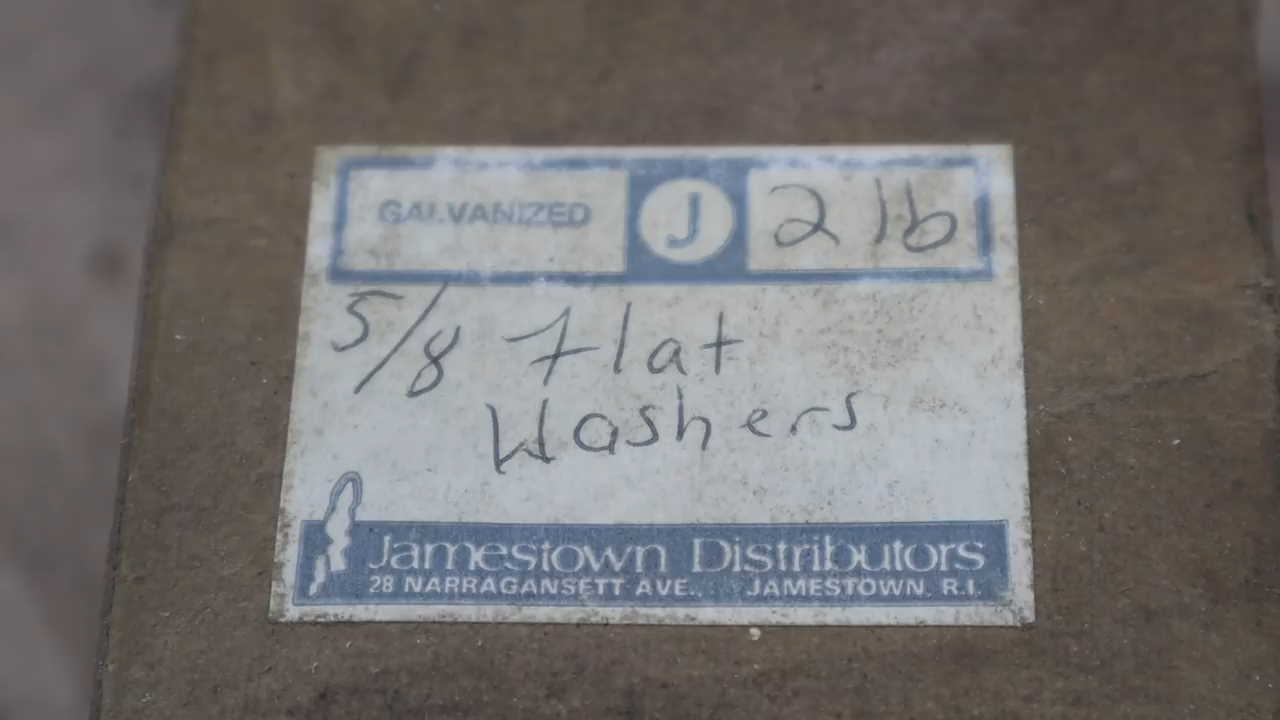 GALVANIZED J 2 lb
5/8 Flat
Washers
Jamestown Distributors
28 NARRAGANSETT AVE., JAMESTOWN, R.I.